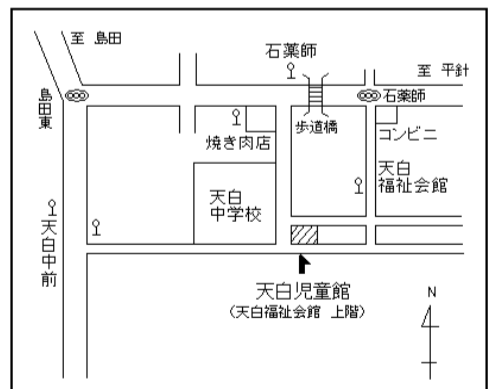 至 島田
石薬師
至 平針
島田東
石薬師
歩道橋
コンビニ
焼き肉店
天白
福祉会館
天白
中学校
天白中前
天白児童館
(天白福祉会館 上階)
N